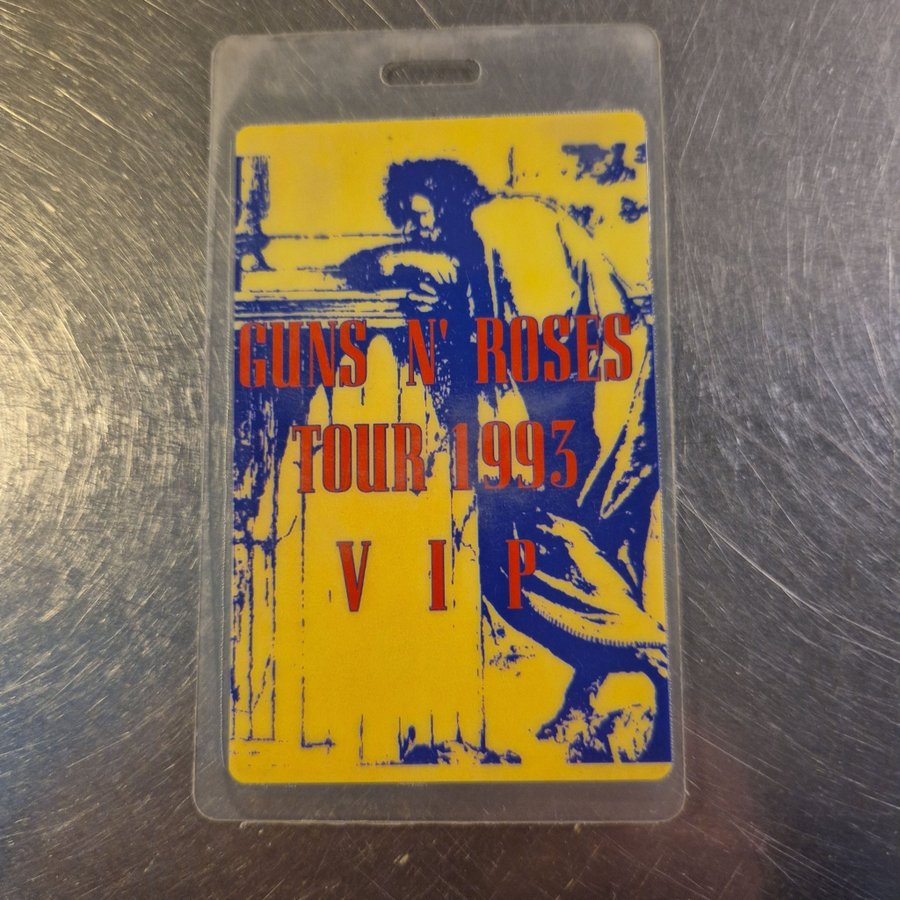 GUNS N' ROSES
TOUR 1993
V I P